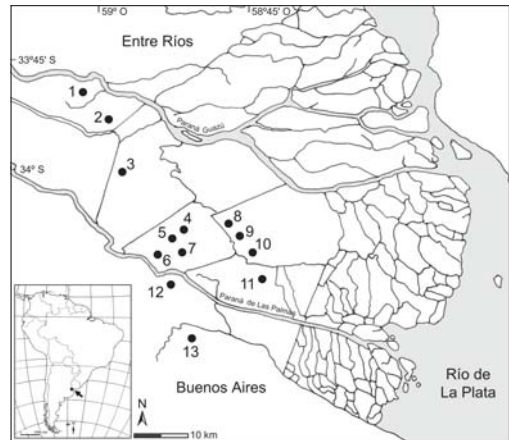 59º O
58º45' O
Entre Ríos
33º45' S
1
2
Paraná Guazú
34º S
3
4
5
6
7
8
9
10
11
12
Paraná de Las Palmas
13
Buenos Aires
Río de
La Plata
N
10 km